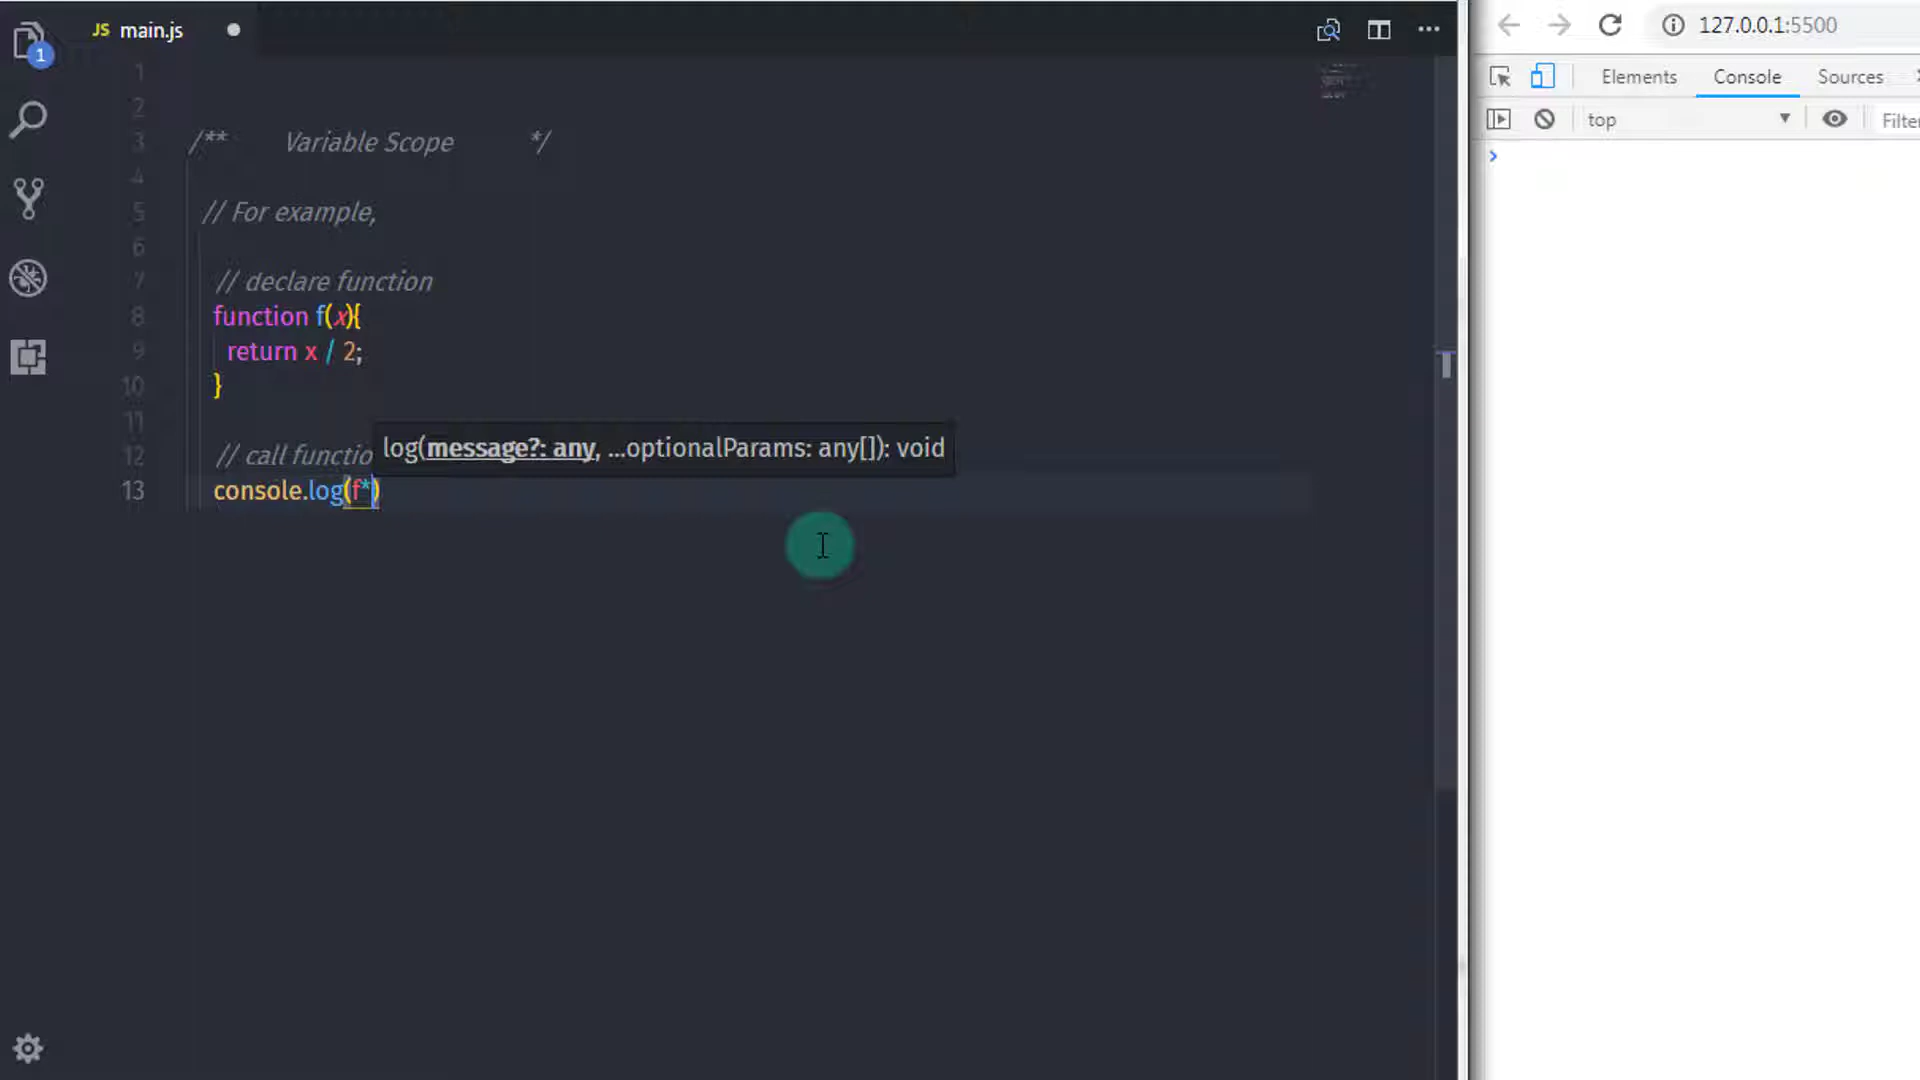 JS main.js
1
1
2
3 /** Variable Scope */
4
5 // For example,
6
7 // declare function
8 function f(x){
9 return x / 2;
10 }
11
12 // call functio
log(message?: any, ...optionalParams: any[]): void
13 console.log(f*)
127.0.0.1:5500
Elements Console Sources
top Filter